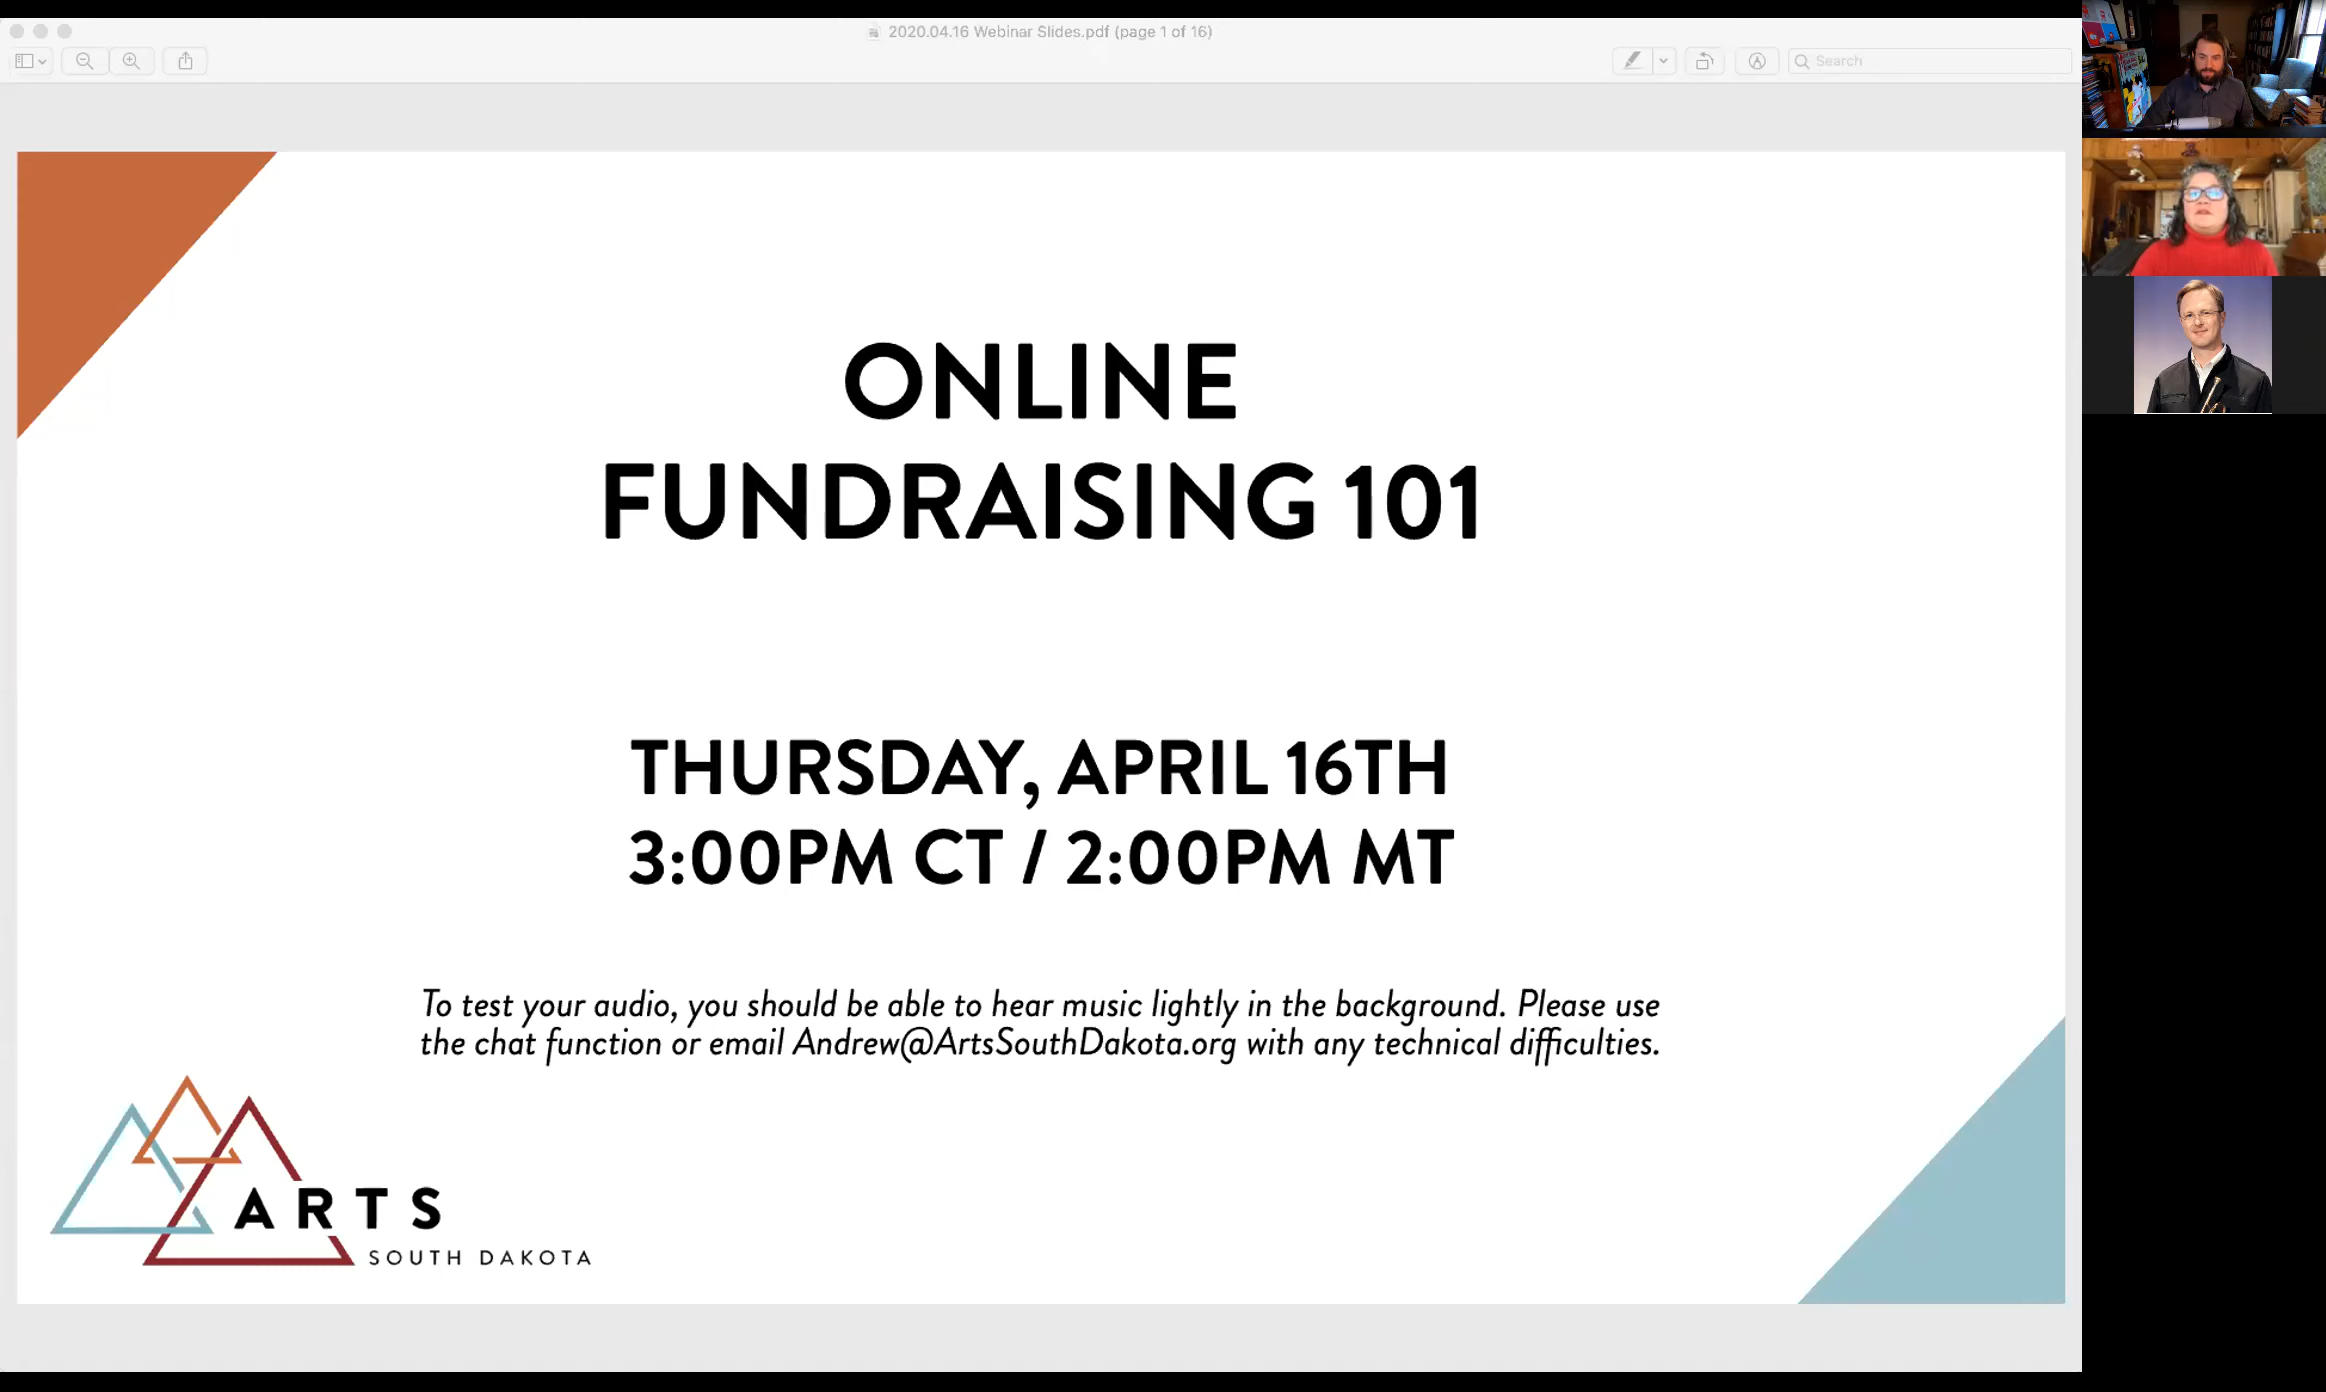 2020.04.16 Webinar Slides.pdf (page 1 of 16)
Search
ONLINE
FUNDRAISING 101
THURSDAY, APRIL 16TH
3:00PM CT / 2:00PM MT
To test your audio, you should be able to hear music lightly in the background. Please use
the chat function or email Andrew@ArtsSouthDakota.org with any technical difficulties.
ARTS
SOUTH DAKOTA